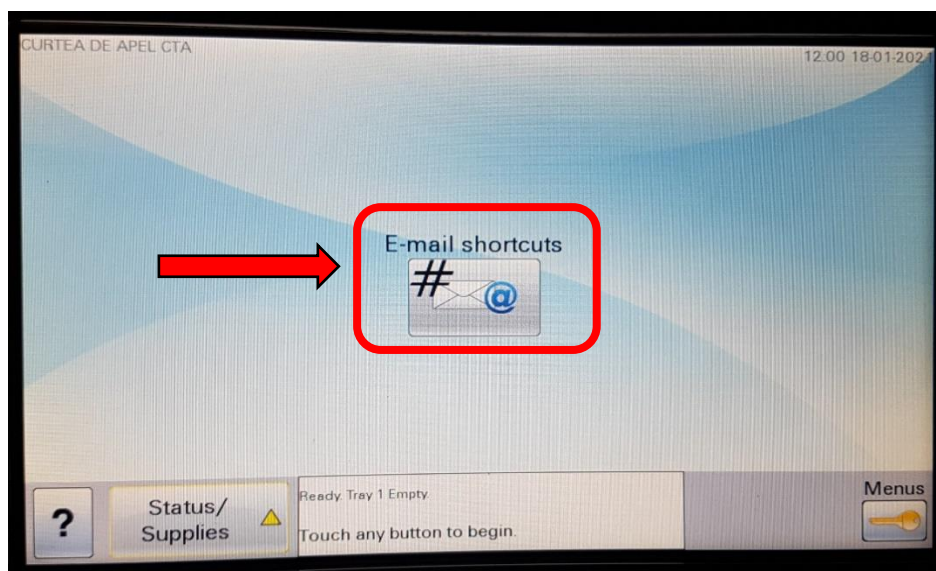 CURTEA DE APEL CTA
12:00 18-01-2021
E-mail shortcuts
#
@
?
Status/
Supplies
Ready. Tray 1 Empty.
Touch any button to begin.
Menus